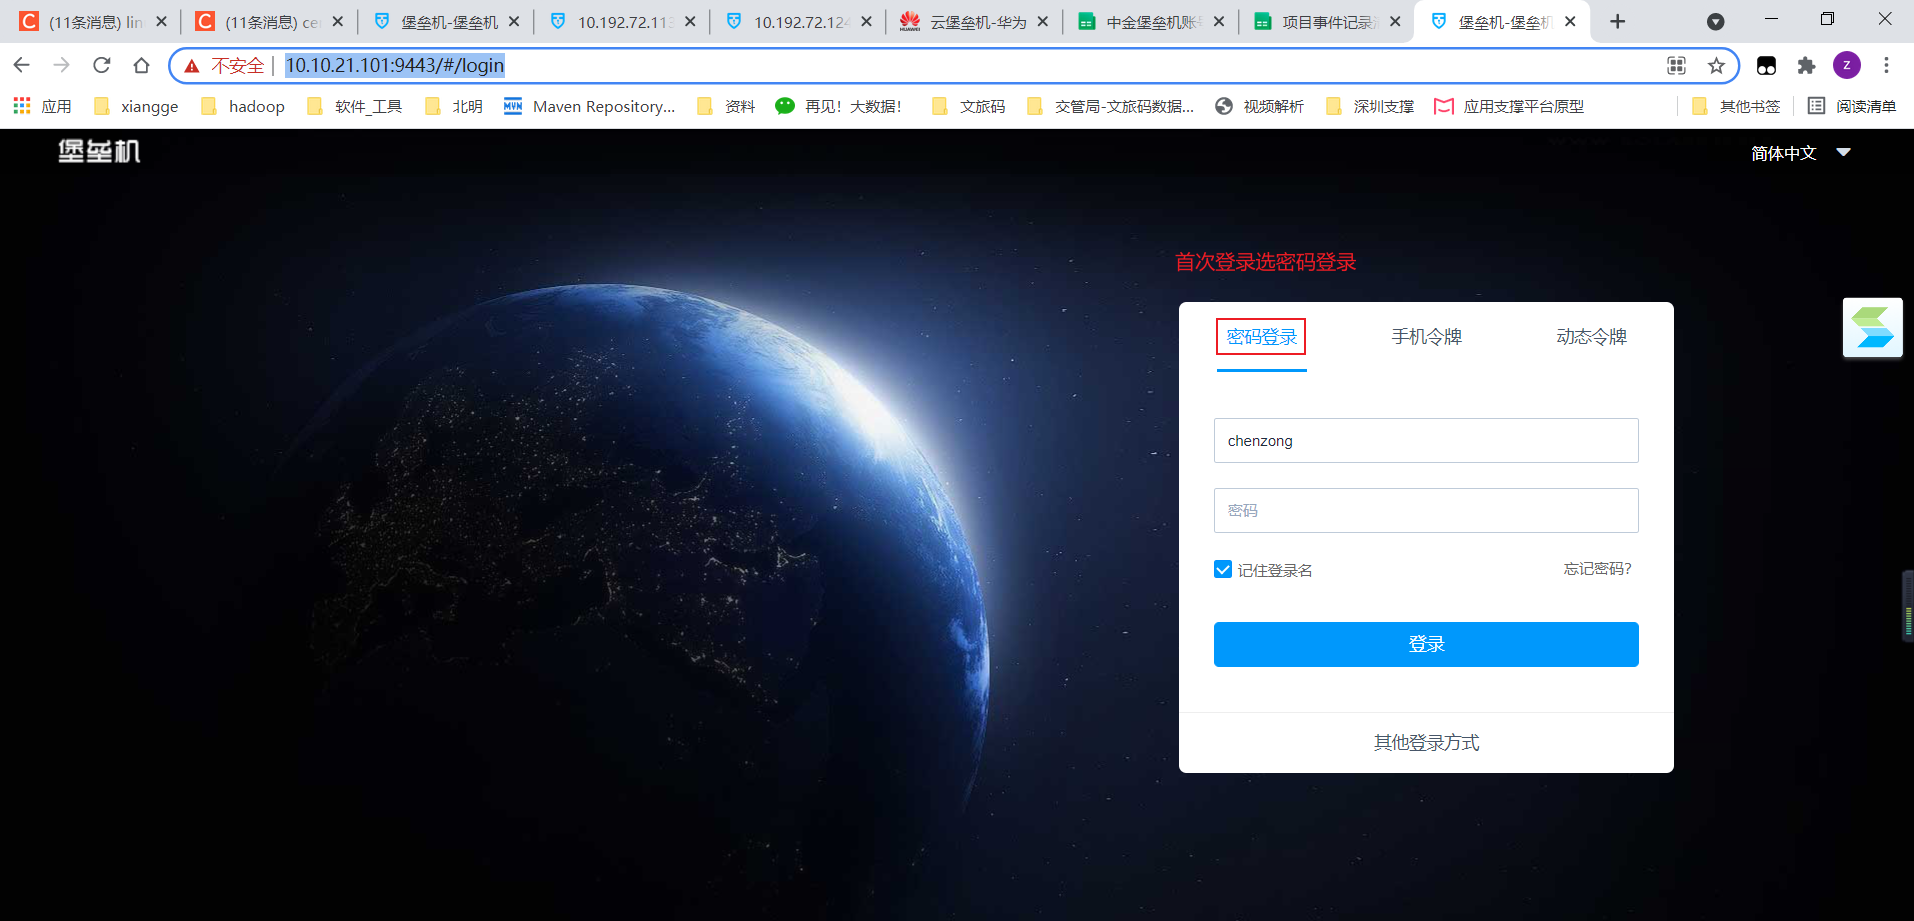 (11条消息) lin
(11条消息) ce
堡垒机-堡垒机
10.192.72.113
10.192.72.124
云堡垒机-华为
中金堡垒机账
项目事件记录
堡垒机-堡垒机
不安全
10.10.21.101:9443/#/login
z
应用
xiangge
hadoop
软件_工具
北明
MVN
Maven Repository...
资料
再见！大数据！
文旅码
交管局-文旅码数据...
视频解析
深圳支撑
应用支撑平台原型
其他书签
阅读清单
堡垒机
简体中文
首次登录选密码登录
密码登录
手机令牌
动态令牌
chenzong
密码
记住登录名
忘记密码?
登录
其他登录方式